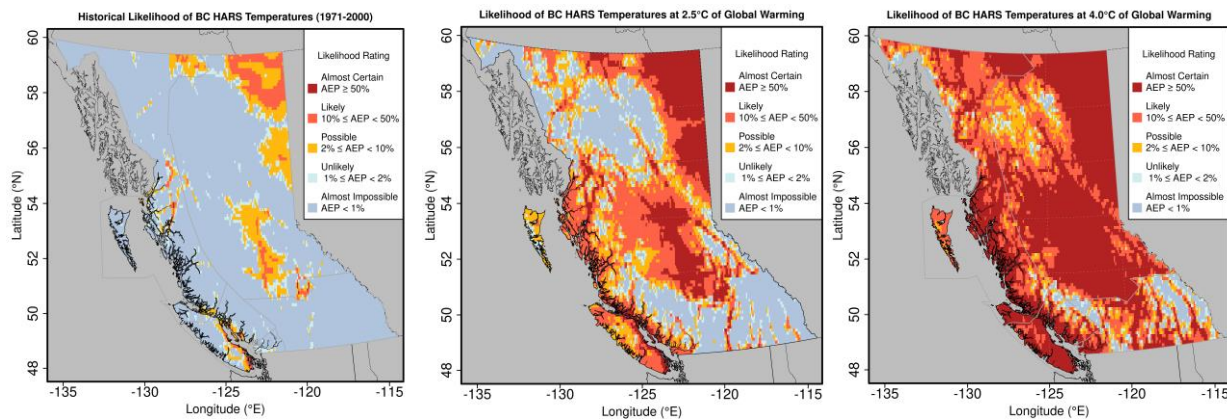 Historical Likelihood of BC HARS Temperatures (1971-2000)
60
58
56
54
52
50
48
Latitude (°N)
-135
-130
-125
-120
-115
Longitude (°E)
Likelihood Rating
Almost Certain
AEP ≥ 50%
Likely
10% ≤ AEP < 50%
Possible
2% ≤ AEP < 10%
Unlikely
1% ≤ AEP < 2%
Almost Impossible
AEP < 1%
Likelihood of BC HARS Temperatures at 2.5°C of Global Warming
60
58
56
54
52
50
48
Latitude (°N)
-135
-130
-125
-120
-115
Longitude (°E)
Likelihood Rating
Almost Certain
AEP ≥ 50%
Likely
10% ≤ AEP < 50%
Possible
2% ≤ AEP < 10%
Unlikely
1% ≤ AEP < 2%
Almost Impossible
AEP < 1%
Likelihood of BC HARS Temperatures at 4.0°C of Global Warming
60
58
56
54
52
50
48
Latitude (°N)
-135
-130
-125
-120
-115
Longitude (°E)
Likelihood Rating
Almost Certain
AEP ≥ 50%
Likely
10% ≤ AEP < 50%
Possible
2% ≤ AEP < 10%
Unlikely
1% ≤ AEP < 2%
Almost Impossible
AEP < 1%